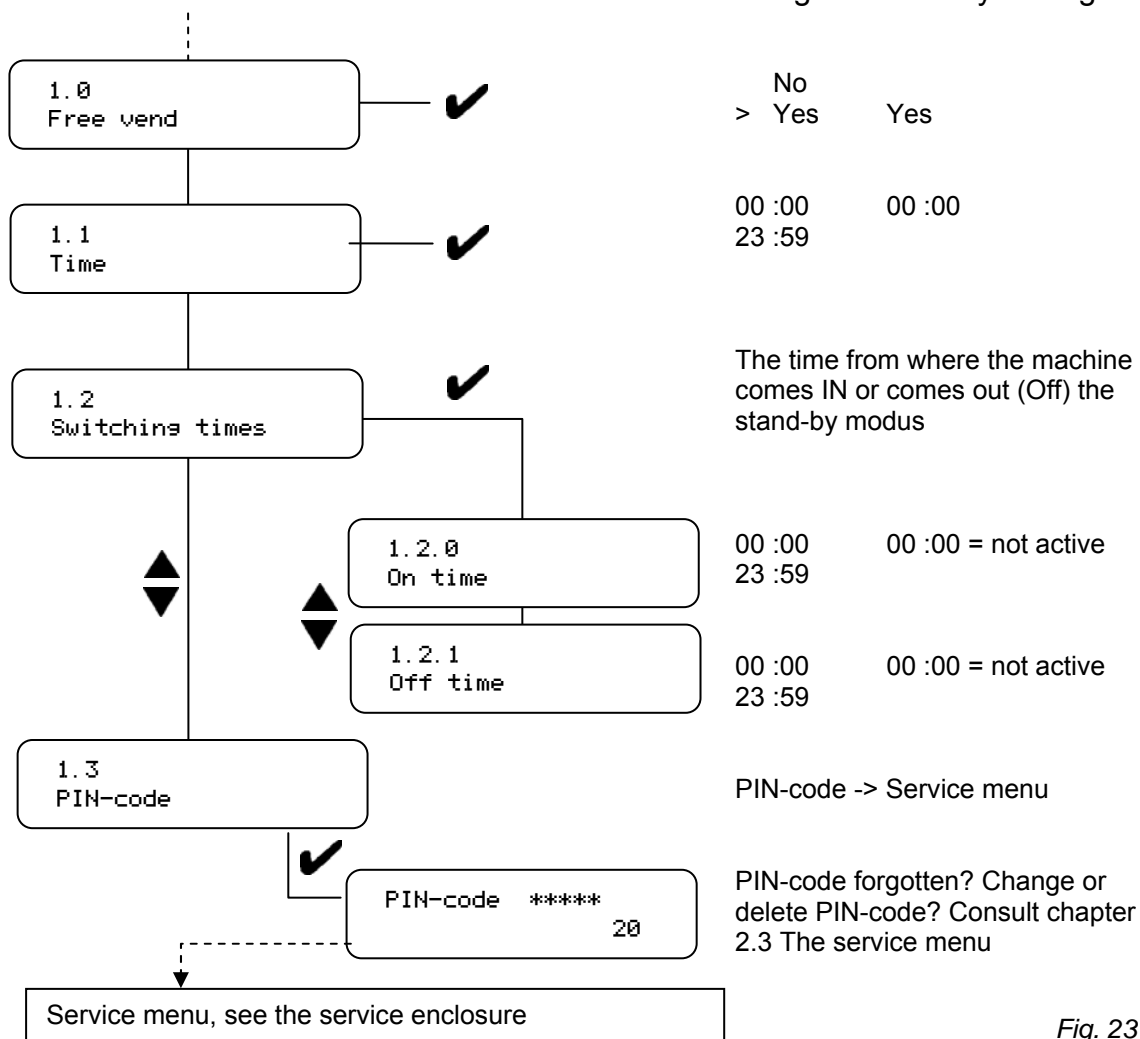 1.0
Free vend
No
> Yes Yes
1.1
Time
00 :00 00 :00
23 :59
1.2
Switching times
The time from where the machine
comes IN or comes out (Off) the
stand-by modus
1.2.0
On time
00 :00 00 :00 = not active
23 :59
1.2.1
Off time
00 :00 00 :00 = not active
23 :59
1.3
PIN-code
PIN-code -> Service menu
PIN-code *****
20
PIN-code forgotten? Change or
delete PIN-code? Consult chapter
2.3 The service menu
Service menu, see the service enclosure
Fig. 23